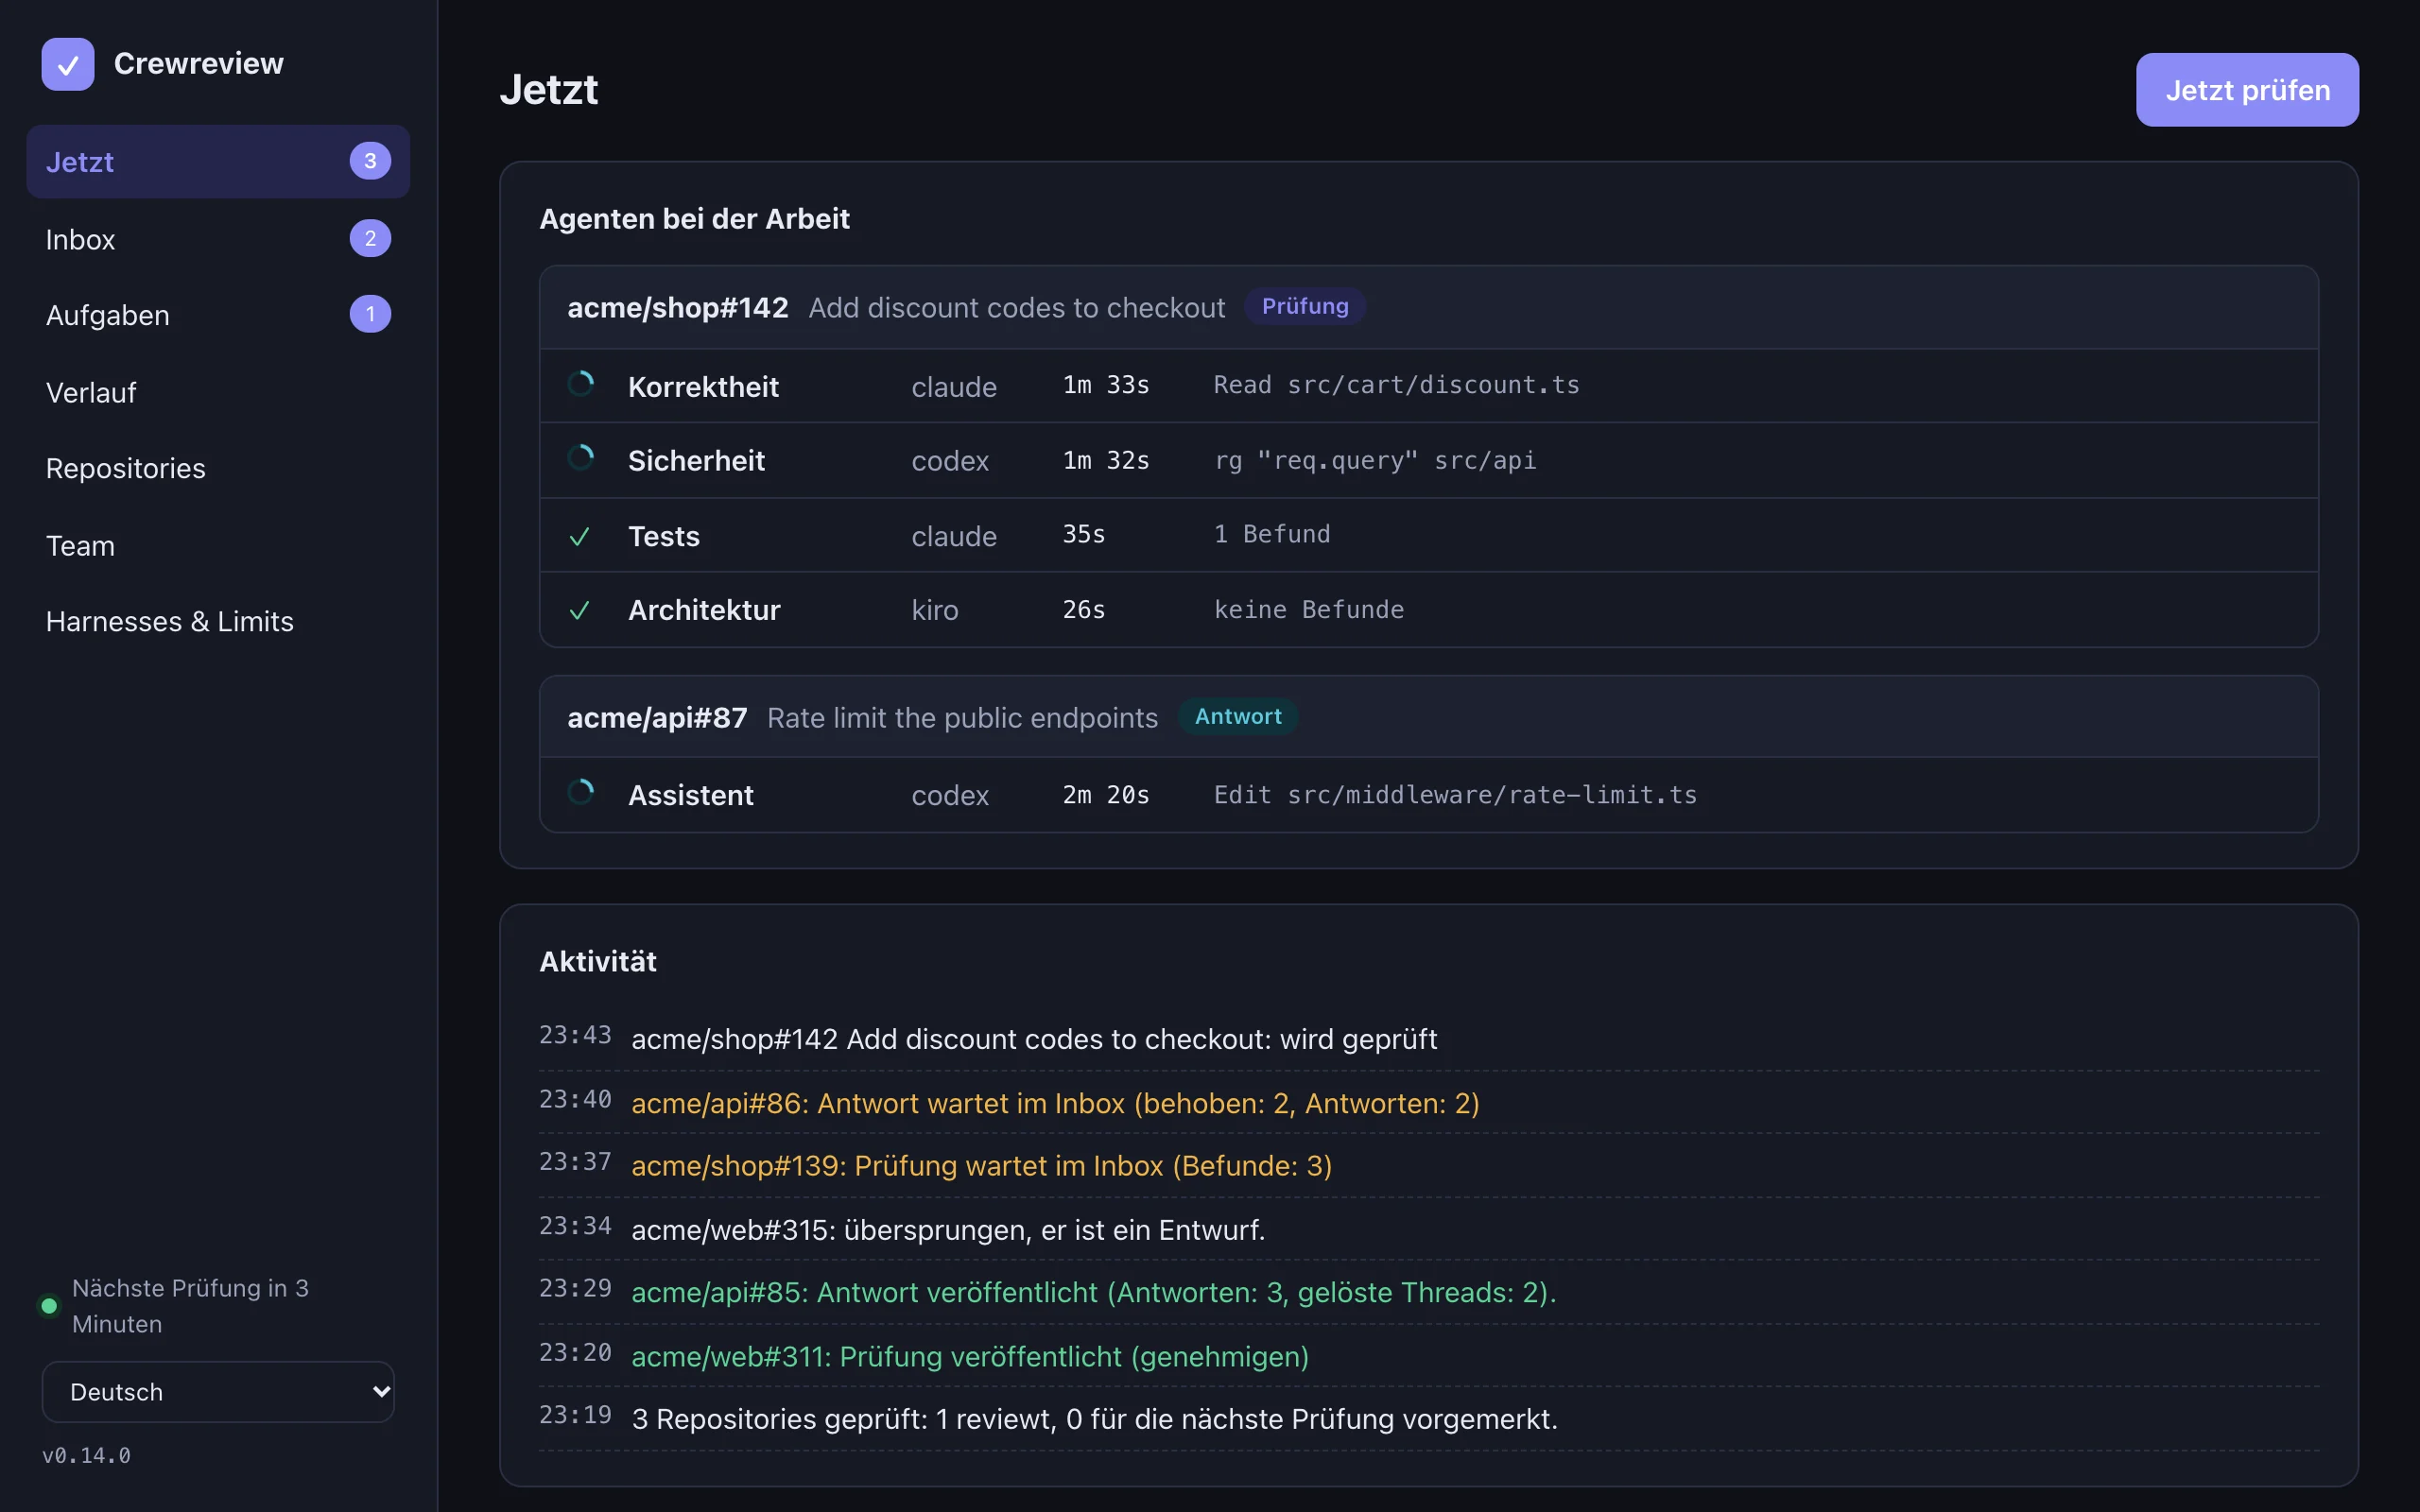 Crewreview
Jetzt 3
Inbox 2
Aufgaben 1
Verlauf
Repositories
Team
Harnesses & Limits
Nächste Prüfung in 3
Minuten
Deutsch
v0.14.0
Jetzt
Jetzt prüfen
Agenten bei der Arbeit
acme/shop#142 Add discount codes to checkout Prüfung
Korrektheit claude 1m 33s Read src/cart/discount.ts
Sicherheit codex 1m 32s rg "req.query" src/api
Tests claude 35s 1 Befund
Architektur kiro 26s keine Befunde
acme/api#87 Rate limit the public endpoints Antwort
Assistent codex 2m 20s Edit src/middleware/rate-limit.ts
Aktivität
23:43 acme/shop#142 Add discount codes to checkout: wird geprüft
23:40 acme/api#86: Antwort wartet im Inbox (behoben: 2, Antworten: 2)
23:37 acme/shop#139: Prüfung wartet im Inbox (Befunde: 3)
23:34 acme/web#315: übersprungen, er ist ein Entwurf.
23:29 acme/api#85: Antwort veröffentlicht (Antworten: 3, gelöste Threads: 2).
23:20 acme/web#311: Prüfung veröffentlicht (genehmigen)
23:19 3 Repositories geprüft: 1 reviewt, 0 für die nächste Prüfung vorgemerkt.